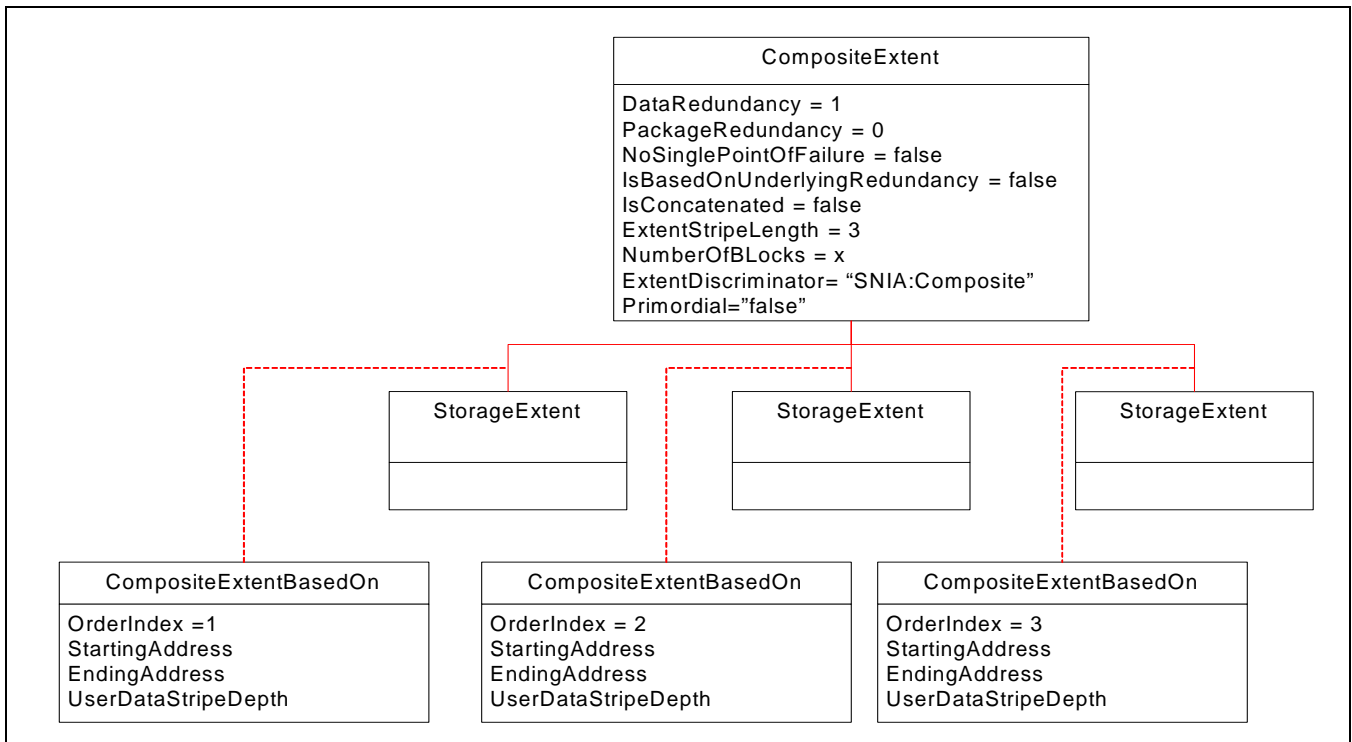 CompositeExtent
DataRedundancy = 1
PackageRedundancy = 0
NoSinglePointOfFailure = false
IsBasedOnUnderlyingRedundancy = false
IsConcatenated = false
ExtentStripeLength = 3
NumberOfBLocks = x
ExtentDiscriminator= “SNIA:Composite”
Primordial=”false”
StorageExtent
StorageExtent
StorageExtent
CompositeExtentBasedOn
OrderIndex =1
StartingAddress
EndingAddress
UserDataStripeDepth
CompositeExtentBasedOn
OrderIndex = 2
StartingAddress
EndingAddress
UserDataStripeDepth
CompositeExtentBasedOn
OrderIndex = 3
StartingAddress
EndingAddress
UserDataStripeDepth